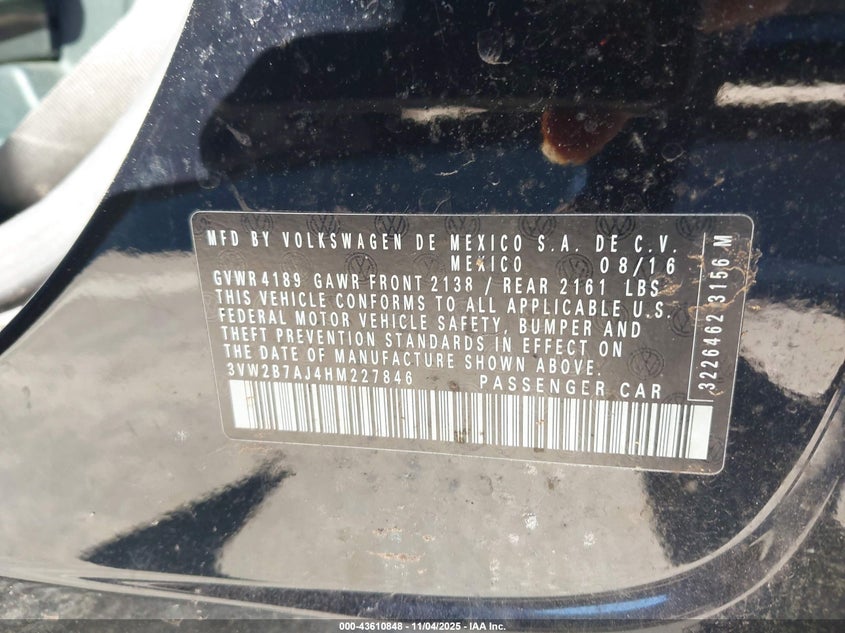 MFD BY VOLKSWAGEN DE MEXICO S.A. DE C.V.
MEXICO 08/16
GVWR 4189 GAWR FRONT 2138 / REAR 2161 LBS
THIS VEHICLE CONFORMS TO ALL APPLICABLE U.S.
FEDERAL MOTOR VEHICLE SAFETY, BUMPER AND
THEFT PREVENTION STANDARDS IN EFFECT ON
THE DATE OF MANUFACTURE SHOWN ABOVE.
3VW2B7AJ4HM227846 PASSENGER CAR
3156 M
000-43610848 - 11/04/2025 - IAA Inc.